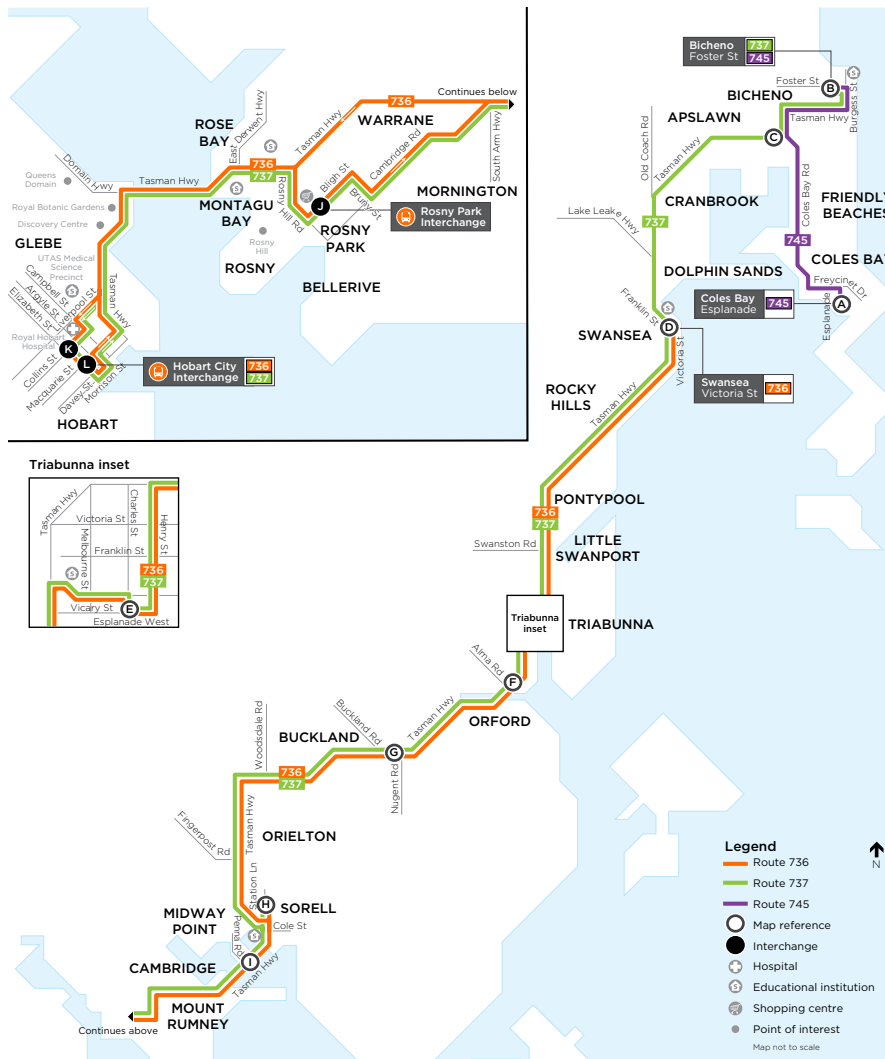 Continues below
736
WARRANE
Tasman Hwy
ROSE
BAY
East Derwent Hwy
Domain Hwy
Queens
Domain
Tasman Hwy
736
737
Royal Botanic Gardens
Discovery Centre
GLEBE
MONTAGU
BAY
Rosny Hill Rd
Bligh St
Cambridge Rd
Bruny St
South Arm Hwy
MORNINGTON
J
ROSNY
PARK
Rosny Park
Interchange
Rosny
Hill
ROSNY
BELLERIVE
UTAS Medical
Science
Precinct
Campbell St
Argyle St
Elizabeth St
Liverpool St
Tasman Hwy
Royal Hobart
Hospital
K
L
Collins St
Macquarie St
Davey St
Morrison St
Hobart City
Interchange
736
737
HOBART
Bicheno
Foster St
737
745
Foster St
B
BICHENO
Burgess St
Tasman Hwy
APSLAWN
C
Old Coach Rd
Tasman Hwy
Coles Bay Rd
CRANBROOK
FRIENDLY
BEACHES
Lake Leake Hwy
737
745
COLES BAY
DOLPHIN SANDS
Freycinet Dr
Coles Bay
Esplanade
745
Esplanade
A
Franklin St
SWANSEA
D
Victoria St
Swansea
Victoria St
736
ROCKY
HILLS
Tasman Hwy
PONTYPOOL
736
737
Swanston Rd
LITTLE
SWANPORT
Triabunna
inset
TRIABUNNA
Triabunna inset
Tasman Hwy
Victoria St
Charles St
Melbourne St
Franklin St
Henry St
736
737
Vicary St
E
Esplanade West
Alma Rd
F
ORFORD
Tasman Hwy
Buckland Rd
BUCKLAND
G
Nugent Rd
Woodsdale Rd
736
737
Tasman Hwy
Fingerpost Rd
ORIELTON
Station Ln
H
SORELL
Cole St
MIDWAY
POINT
Penna Rd
I
CAMBRIDGE
Tasman Hwy
MOUNT
RUMNEY
Continues above
Legend
Route 736
Route 737
Route 745
Map reference
Interchange
Hospital
Educational institution
Shopping centre
Point of interest
Map not to scale
N